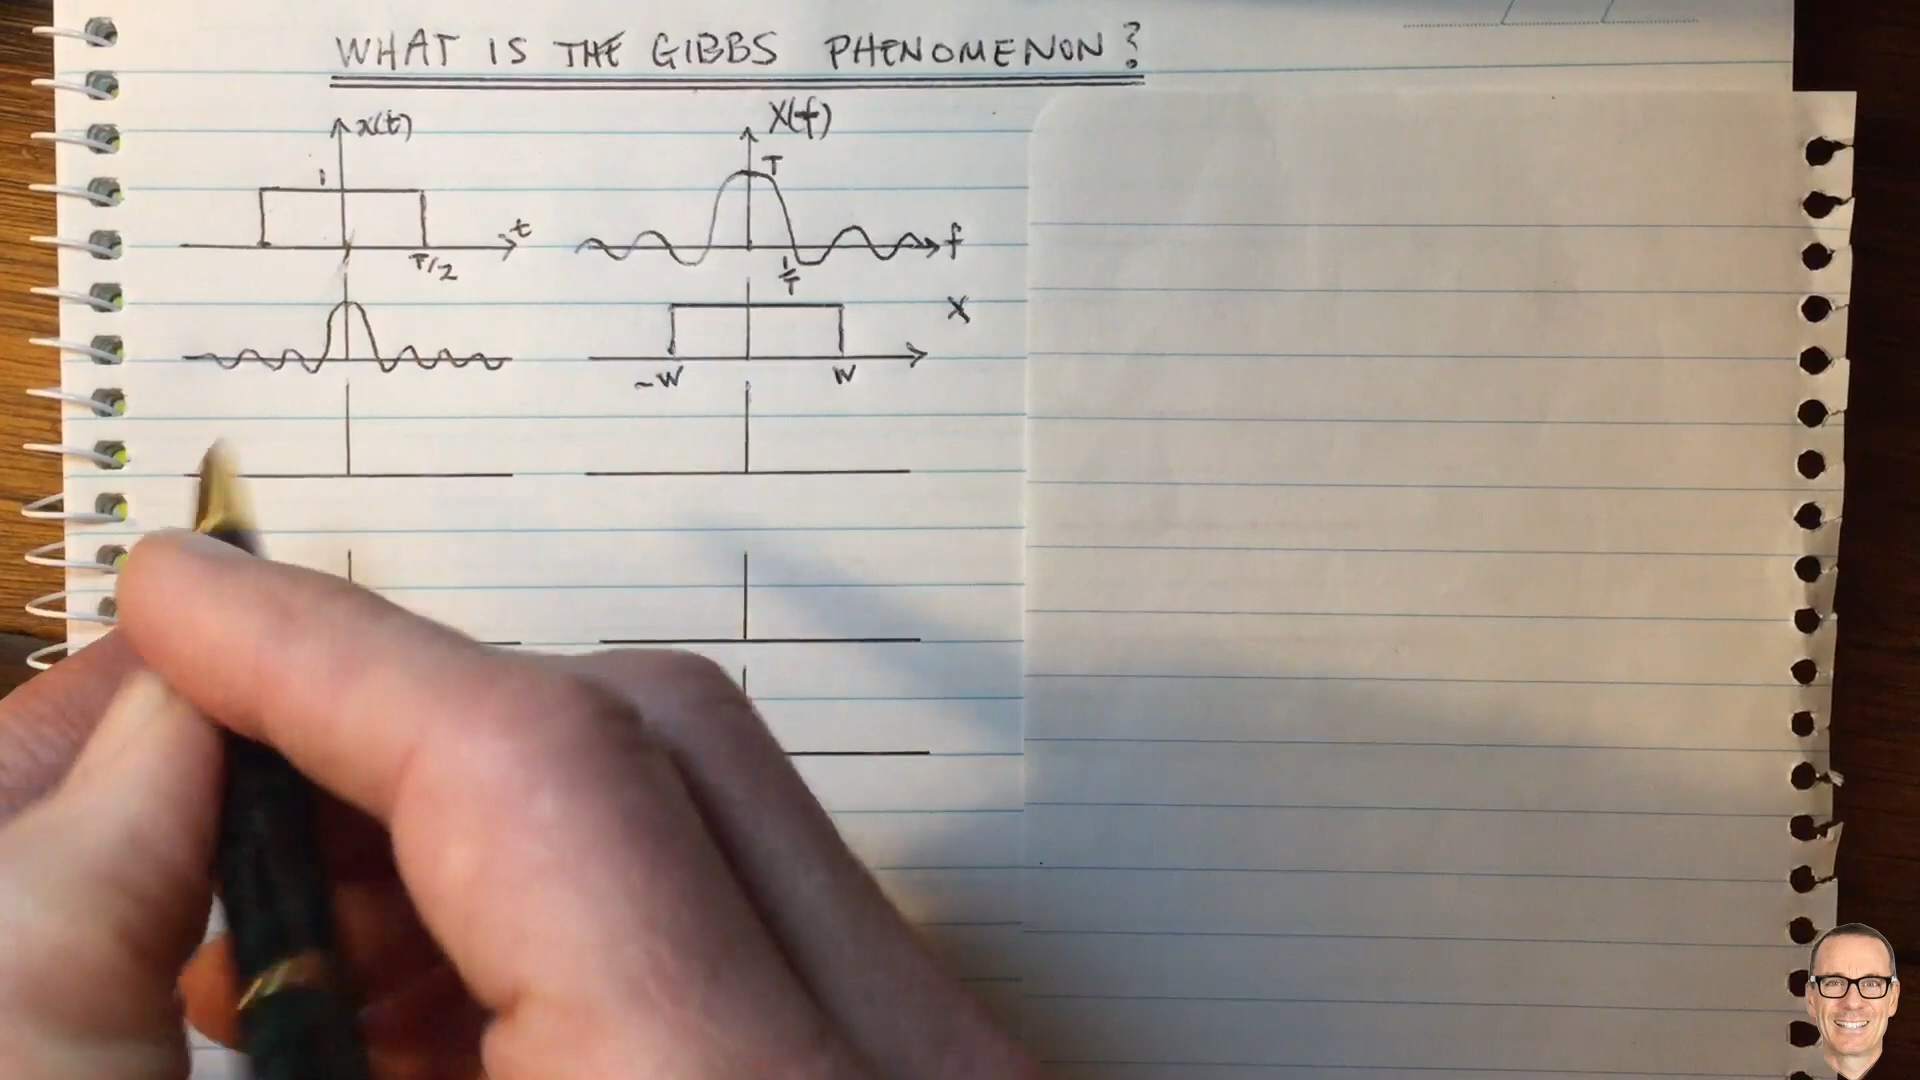 WHAT IS THE GIBBS PHENOMENON?
x(t)
X(f)
1
T
t
T/2
f
1/T
X
-W
W